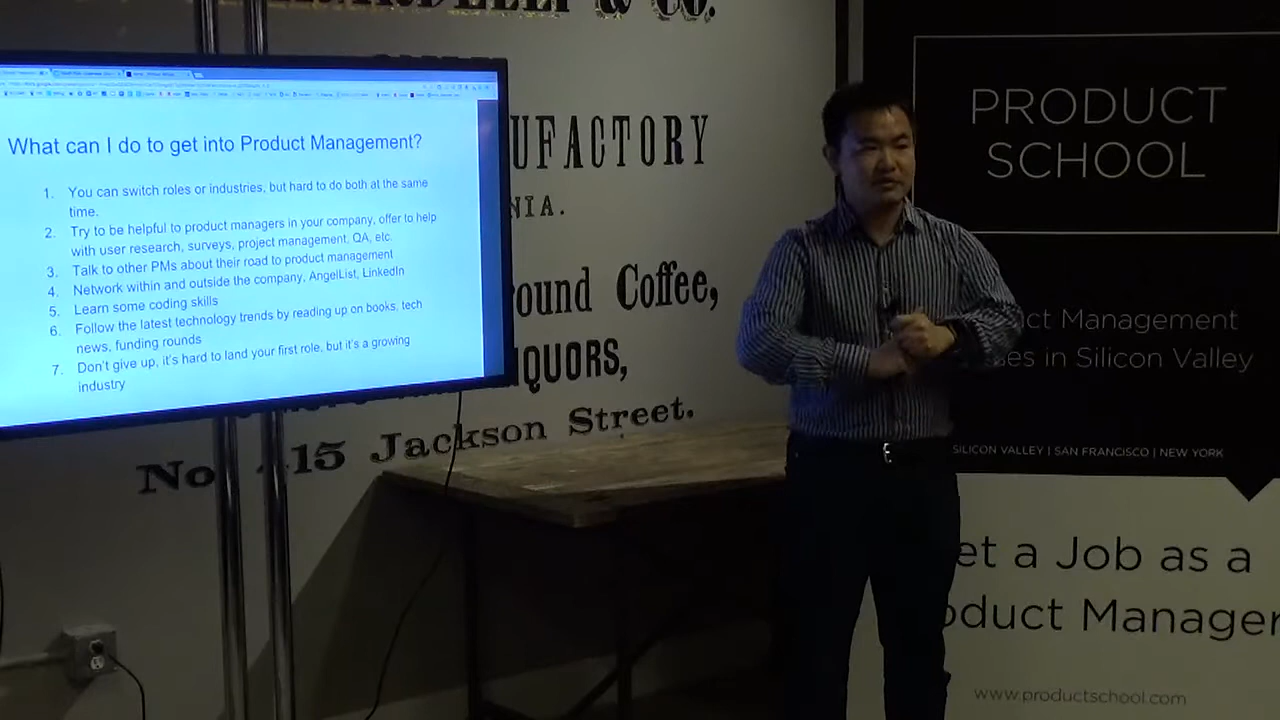 What can I do to get into Product Management?
1. You can switch roles or industries, but hard to do both at the same
time.
2. Try to be helpful to product managers in your company, offer to help
with user research, surveys, project management, QA, etc.
3. Talk to other PMs about their road to product management
4. Network within and outside the company, AngelList, LinkedIn
5. Learn some coding skills
6. Follow the latest technology trends by reading up on books, tech
news, funding rounds
7. Don't give up, it's hard to land your first role, but it's a growing
industry
& CO.
UFACTORY
NIA.
ound Coffee,
IQUORS,
No 415 Jackson Street.
PRODUCT
SCHOOL
ct Management
ses in Silicon Valley
SILICON VALLEY | SAN FRANCISCO | NEW YORK
et a Job as a
oduct Manager
www.productschool.com